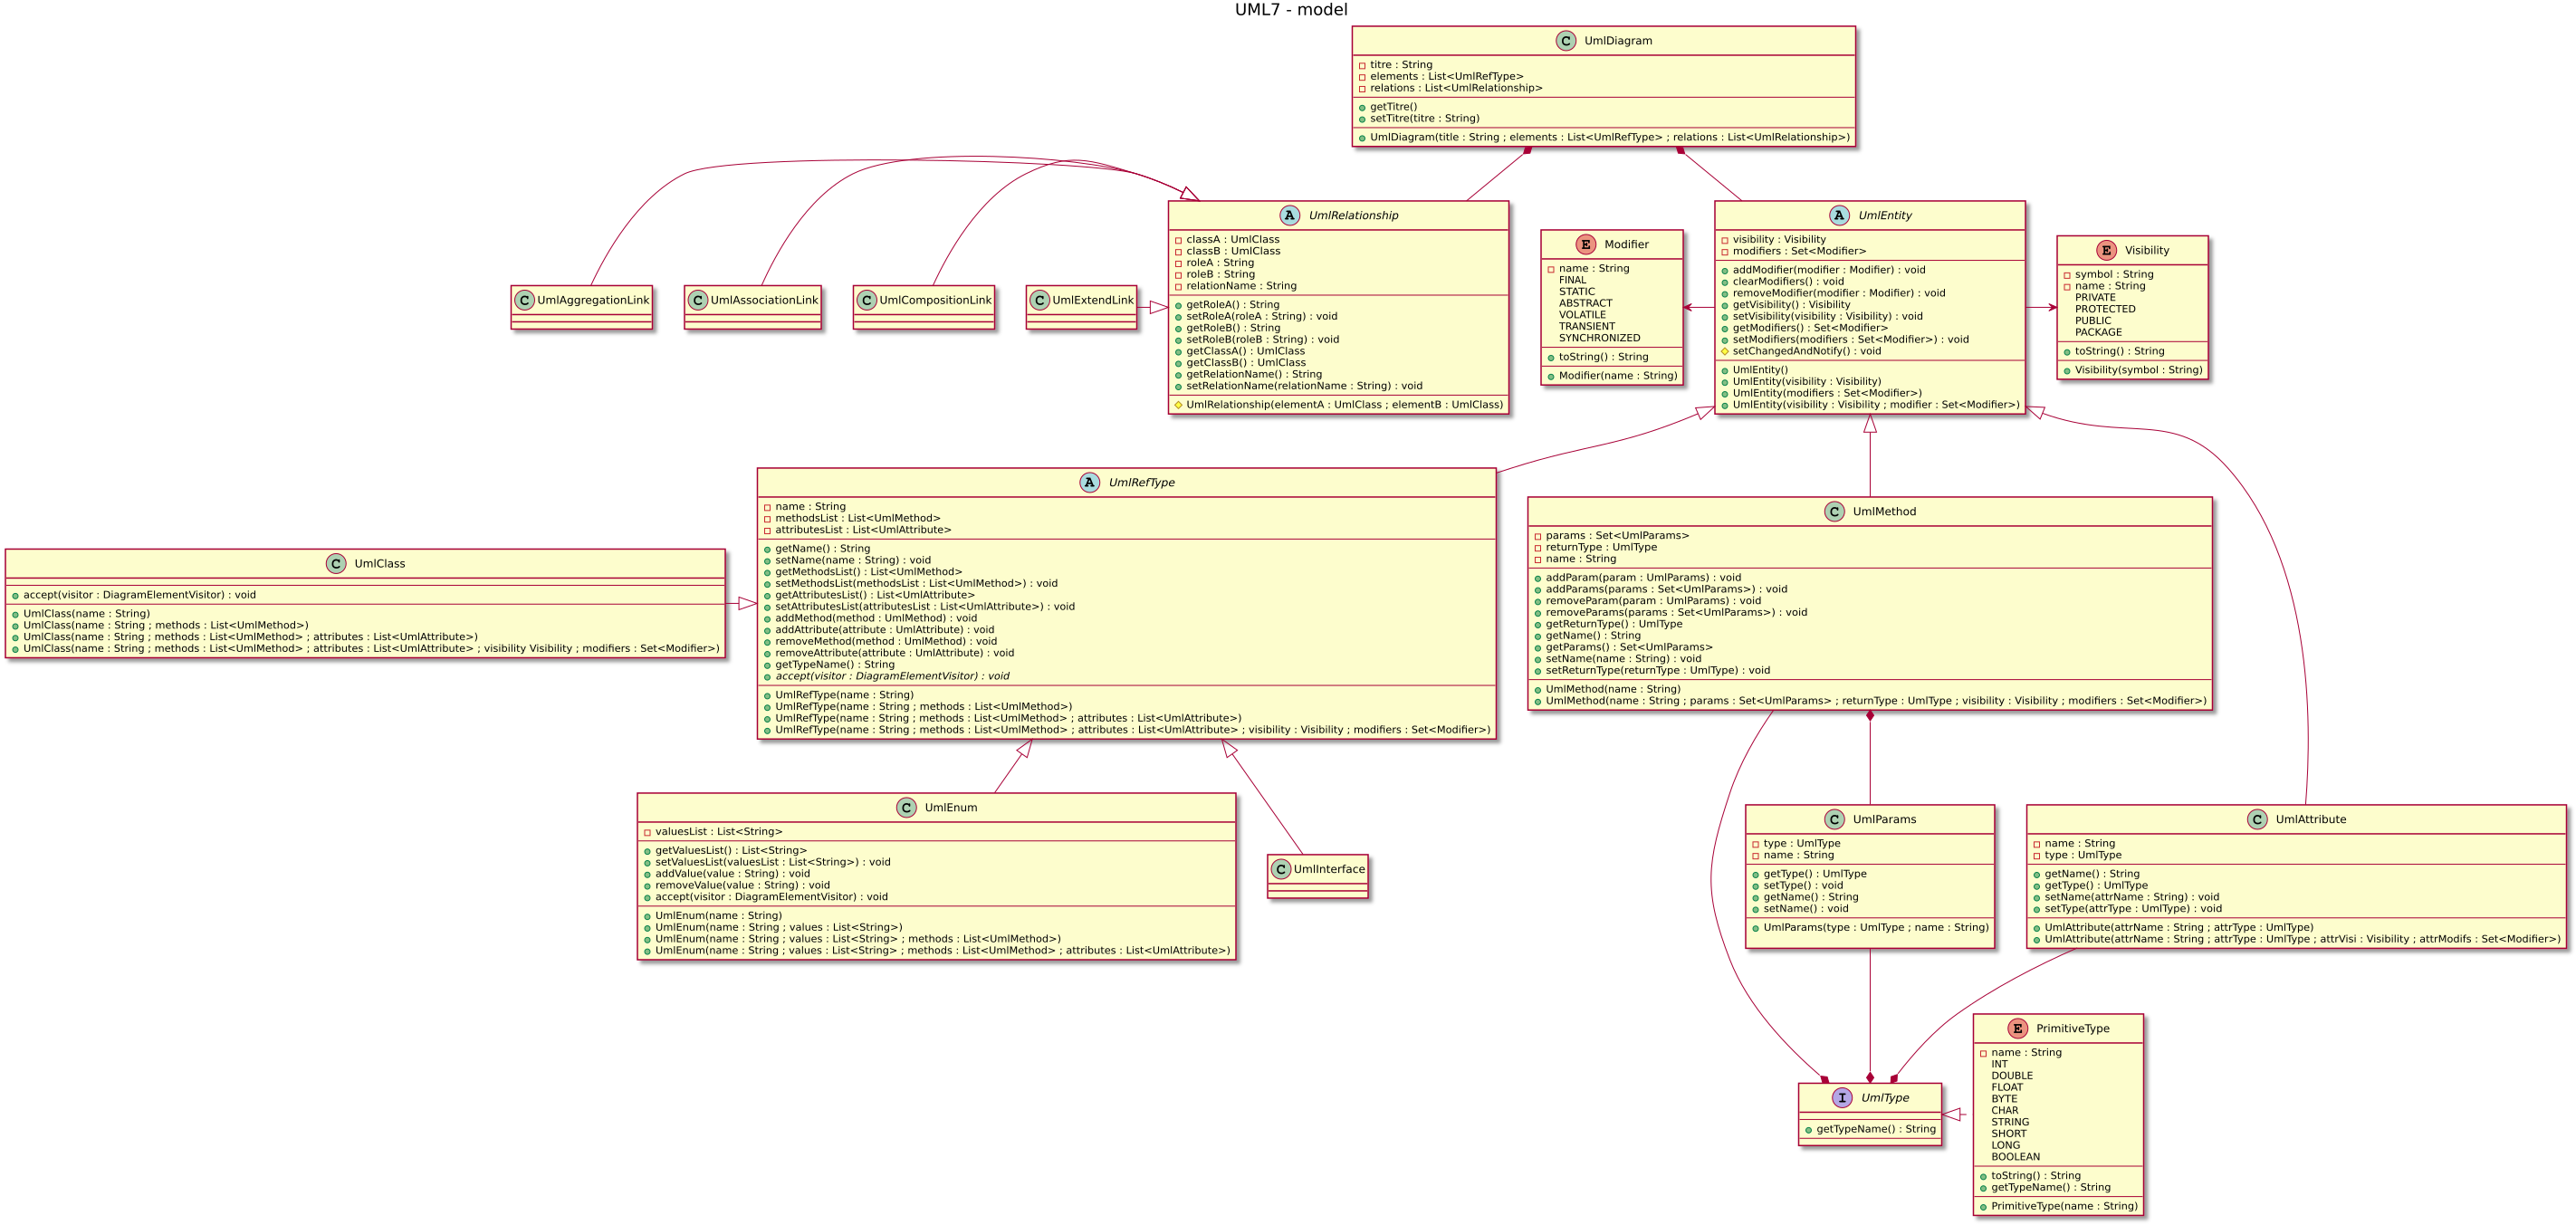 UML7 - model
C UmlDiagram
titre : String
elements : List<UmlRefType>
relations : List<UmlRelationship>
getTitre()
setTitre(titre : String)
UmlDiagram(title : String ; elements : List<UmlRefType> ; relations : List<UmlRelationship>)
C UmlAggregationLink
C UmlAssociationLink
C UmlCompositionLink
C UmlExtendLink
A UmlRelationship
classA : UmlClass
classB : UmlClass
roleA : String
roleB : String
relationName : String
getRoleA() : String
setRoleA(roleA : String) : void
getRoleB() : String
setRoleB(roleB : String) : void
getClassA() : UmlClass
getClassB() : UmlClass
getRelationName() : String
setRelationName(relationName : String) : void
UmlRelationship(elementA : UmlClass ; elementB : UmlClass)
E Modifier
name : String
FINAL
STATIC
ABSTRACT
VOLATILE
TRANSIENT
SYNCHRONIZED
toString() : String
Modifier(name : String)
A UmlEntity
visibility : Visibility
modifiers : Set<Modifier>
addModifier(modifier : Modifier) : void
clearModifiers() : void
removeModifier(modifier : Modifier) : void
getVisibility() : Visibility
setVisibility(visibility : Visibility) : void
getModifiers() : Set<Modifier>
setModifiers(modifiers : Set<Modifier>) : void
setChangedAndNotify() : void
UmlEntity()
UmlEntity(visibility : Visibility)
UmlEntity(modifiers : Set<Modifier>)
UmlEntity(visibility : Visibility ; modifier : Set<Modifier>)
E Visibility
symbol : String
name : String
PRIVATE
PROTECTED
PUBLIC
PACKAGE
toString() : String
Visibility(symbol : String)
C UmlClass
accept(visitor : DiagramElementVisitor) : void
UmlClass(name : String)
UmlClass(name : String ; methods : List<UmlMethod>)
UmlClass(name : String ; methods : List<UmlMethod> ; attributes : List<UmlAttribute>)
UmlClass(name : String ; methods : List<UmlMethod> ; attributes : List<UmlAttribute> ; visibility Visibility ; modifiers : Set<Modifier>)
A UmlRefType
name : String
methodsList : List<UmlMethod>
attributesList : List<UmlAttribute>
getName() : String
setName(name : String) : void
getMethodsList() : List<UmlMethod>
setMethodsList(methodsList : List<UmlMethod>) : void
getAttributesList() : List<UmlAttribute>
setAttributesList(attributesList : List<UmlAttribute>) : void
addMethod(method : UmlMethod) : void
addAttribute(attribute : UmlAttribute) : void
removeMethod(method : UmlMethod) : void
removeAttribute(attribute : UmlAttribute) : void
getTypeName() : String
accept(visitor : DiagramElementVisitor) : void
UmlRefType(name : String)
UmlRefType(name : String ; methods : List<UmlMethod>)
UmlRefType(name : String ; methods : List<UmlMethod> ; attributes : List<UmlAttribute>)
UmlRefType(name : String ; methods : List<UmlMethod> ; attributes : List<UmlAttribute> ; visibility : Visibility ; modifiers : Set<Modifier>)
C UmlMethod
params : Set<UmlParams>
returnType : UmlType
name : String
addParam(param : UmlParams) : void
addParams(params : Set<UmlParams>) : void
removeParam(param : UmlParams) : void
removeParams(params : Set<UmlParams>) : void
getReturnType() : UmlType
getName() : String
getParams() : Set<UmlParams>
setName(name : String) : void
setReturnType(returnType : UmlType) : void
UmlMethod(name : String)
UmlMethod(name : String ; params : Set<UmlParams> ; returnType : UmlType ; visibility : Visibility ; modifiers : Set<Modifier>)
C UmlEnum
valuesList : List<String>
getValuesList() : List<String>
setValuesList(valuesList : List<String>) : void
addValue(value : String) : void
removeValue(value : String) : void
accept(visitor : DiagramElementVisitor) : void
UmlEnum(name : String)
UmlEnum(name : String ; values : List<String>)
UmlEnum(name : String ; values : List<String> ; methods : List<UmlMethod>)
UmlEnum(name : String ; values : List<String> ; methods : List<UmlMethod> ; attributes : List<UmlAttribute>)
C UmlInterface
C UmlParams
type : UmlType
name : String
getType() : UmlType
setType() : void
getName() : String
setName() : void
UmlParams(type : UmlType ; name : String)
C UmlAttribute
name : String
type : UmlType
getName() : String
getType() : UmlType
setName(attrName : String) : void
setType(attrType : UmlType) : void
UmlAttribute(attrName : String ; attrType : UmlType)
UmlAttribute(attrName : String ; attrType : UmlType ; attrVisi : Visibility ; attrModifs : Set<Modifier>)
I UmlType
getTypeName() : String
E PrimitiveType
name : String
INT
DOUBLE
FLOAT
BYTE
CHAR
STRING
SHORT
LONG
BOOLEAN
toString() : String
getTypeName() : String
PrimitiveType(name : String)